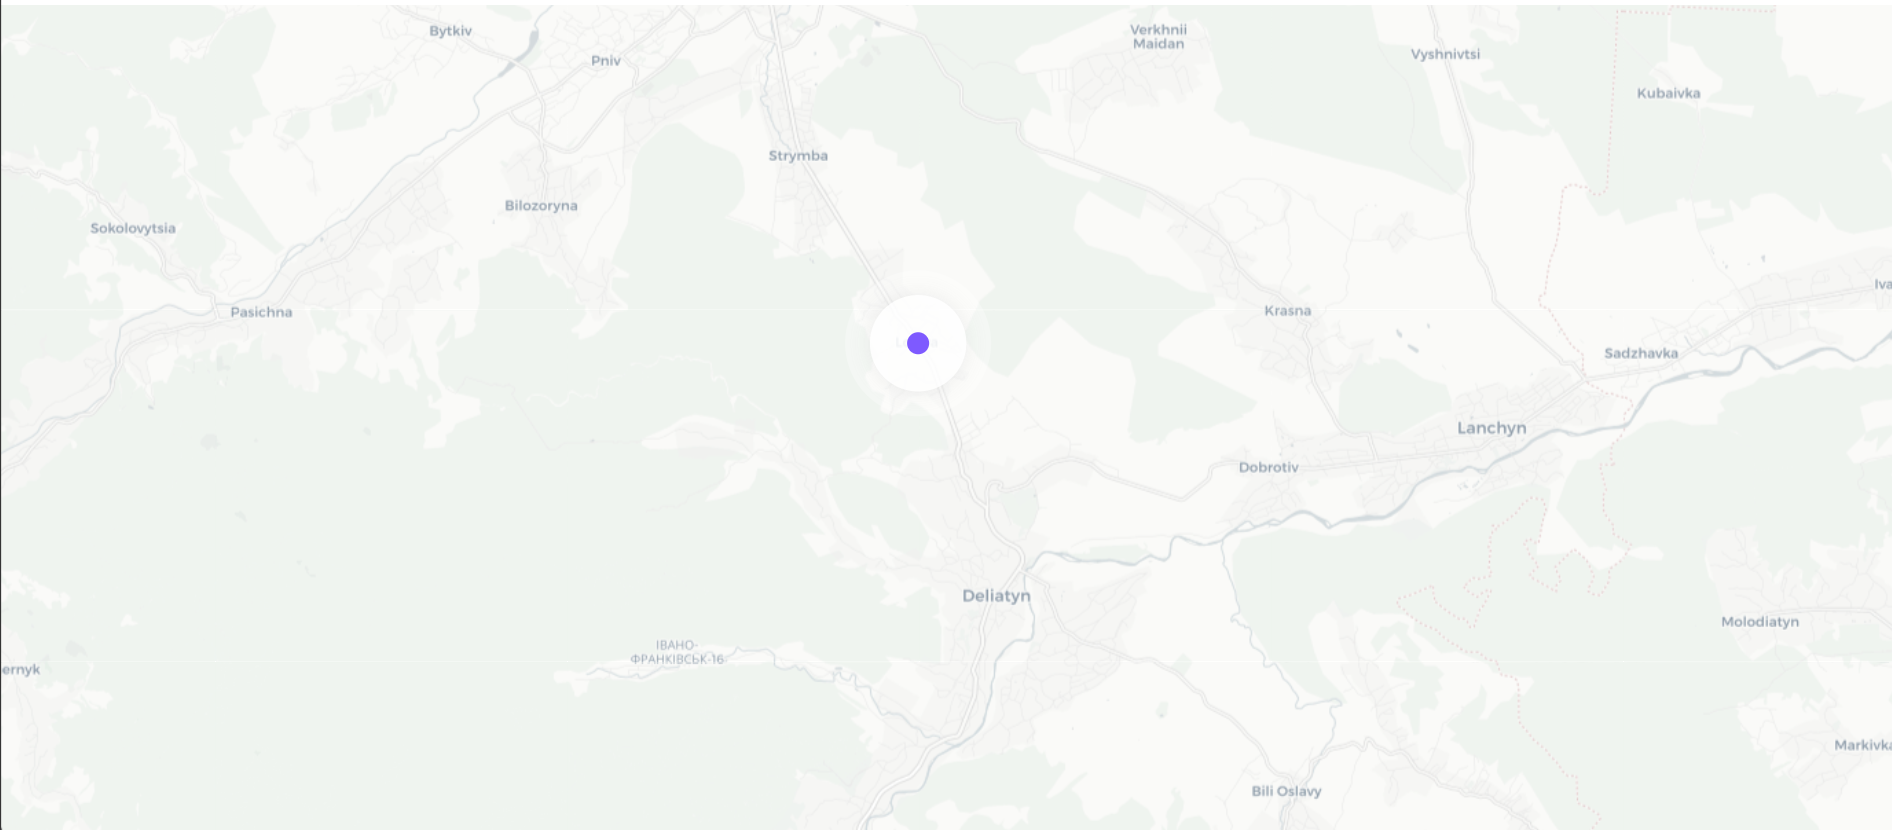 Bytkiv
Verkhnii
Maidan
Vyshnivtsi
Pniv
Kubaivka
Strymba
Bilozoryna
Sokolovytsia
Iva
Pasichna
Krasna
Sadzhavka
Lanchyn
Dobrotiv
Deliatyn
Molodiatyn
ІВАНО-
ФРАНКІВСЬК-16
ernyk
Markivka
Bili Oslavy